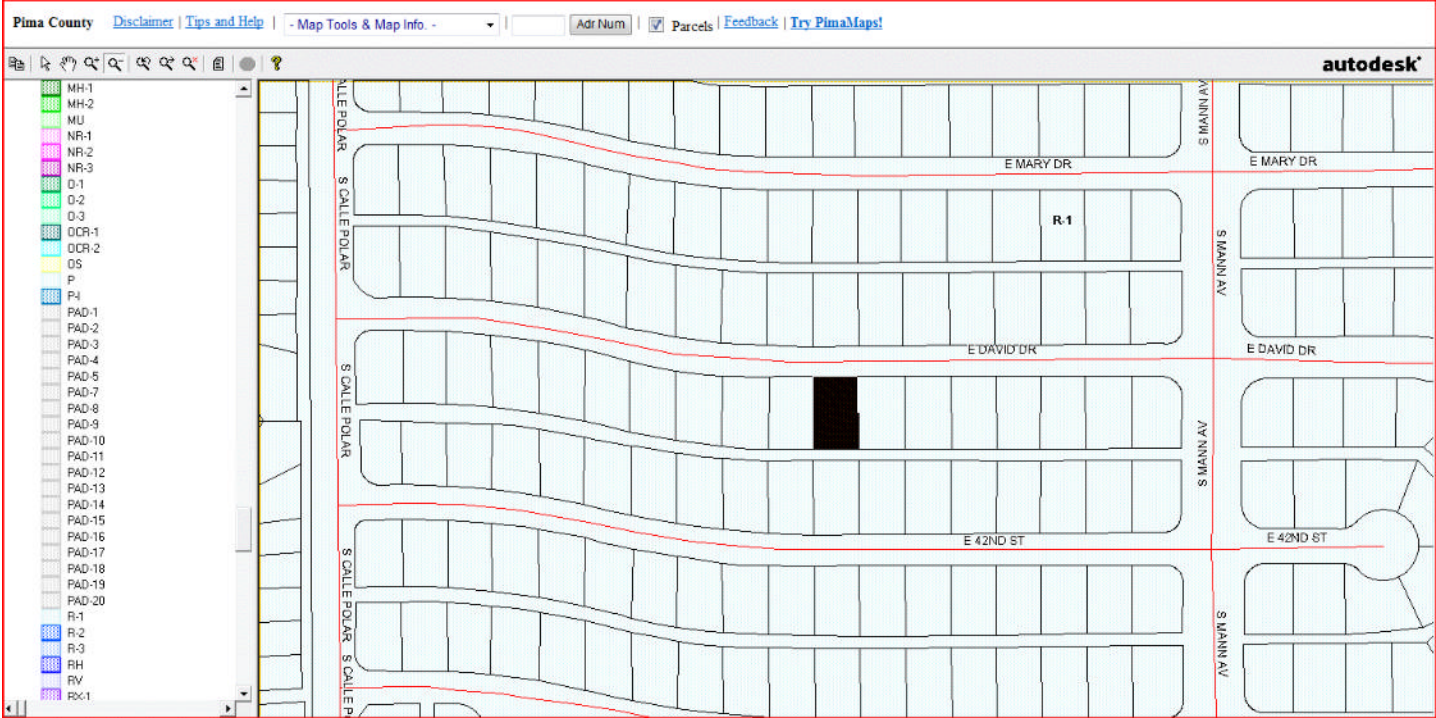 Pima County Disclaimer | Tips and Help | - Map Tools & Map Info. - | Adr Num | Parcels | Feedback | Try PimaMaps!
autodesk
MH-1
MH-2
MU
NR-1
NR-2
NR-3
O-1
O-2
O-3
OCR-1
OCR-2
OS
P
P-I
PAD-1
PAD-2
PAD-3
PAD-4
PAD-5
PAD-7
PAD-8
PAD-9
PAD-10
PAD-11
PAD-12
PAD-13
PAD-14
PAD-15
PAD-16
PAD-17
PAD-18
PAD-19
PAD-20
R-1
R-2
R-3
RH
RV
RX-1
ALLE POLAR
S MANN AV
E MARY DR
E MARY DR
S CALLE POLAR
R-1
S MANN AV
E DAVID DR
E DAVID DR
S CALLE POLAR
S MANN AV
E 42ND ST
E 42ND ST
S CALLE POLAR
S MANN AV
S CALLE P